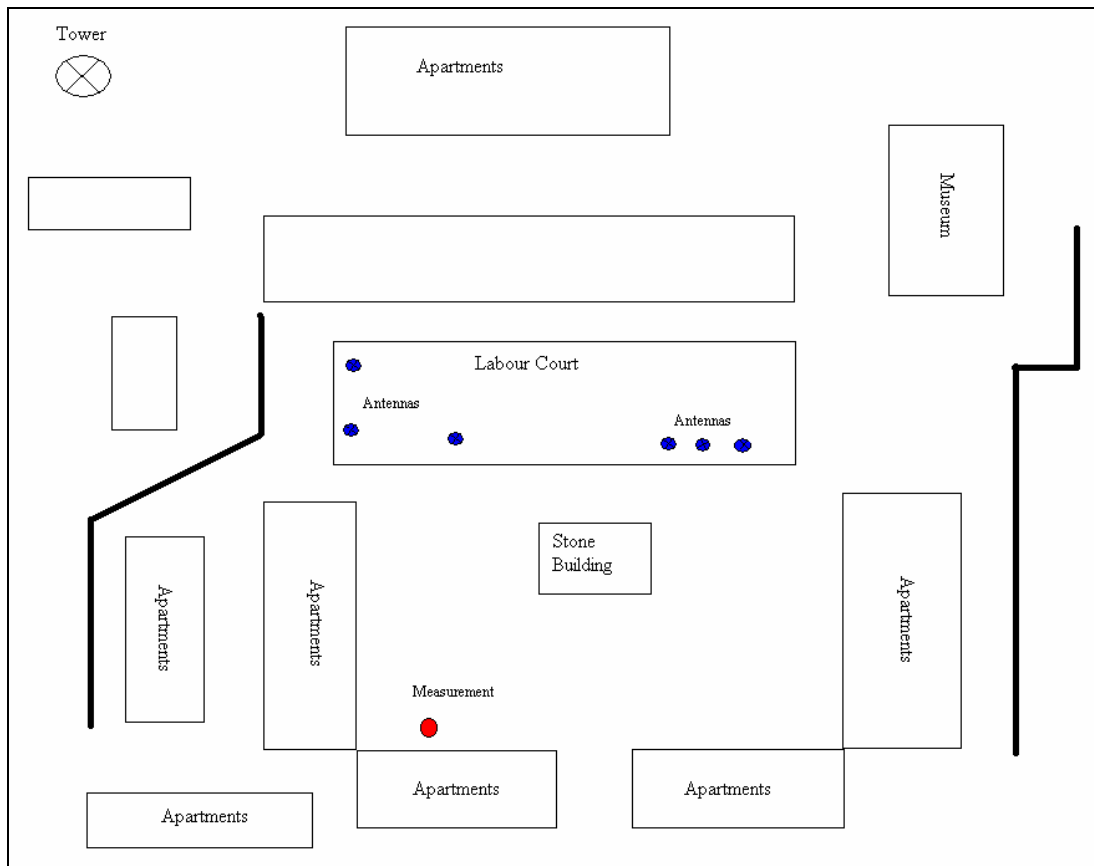 Tower
Apartments
Museum
Labour Court
Antennas
Antennas
Stone
Building
Apartments
Apartments
Apartments
Measurement
Apartments
Apartments
Apartments